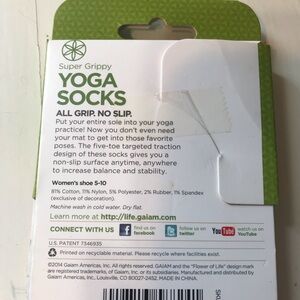 Super Grippy
YOGA
SOCKS
ALL GRIP. NO SLIP.
Put your entire sole into your yoga
practice! Now you don't even need
your mat to get into those favorite
poses. The five-toe targeted traction
design of these socks gives you a
non-slip surface anytime, anywhere
to increase balance and stability.
Women's shoe 5-10
81% Cotton, 11% Nylon, 5% Polyester, 2% Rubber, 1% Spandex
(exclusive of decoration).
Machine wash in cold water. Dry flat.
Learn more at http://life.gaiam.com
CONNECT WITH US
find us on
facebook
follow us on
twitter
watch us on
YouTube
U.S. PATENT 7346935
Printed on recyclable material. Please recycle where facilities exist.
©2014 Gaiam Americas, Inc. All rights reserved. GAIAM and the "Flower of Life" design mark
are registered trademarks, of Gaiam, Inc. or its subsidiaries. Manufactured and distributed by
Gaiam Americas, Inc. Louisville, CO 80027-2452. MADE IN CHINA.